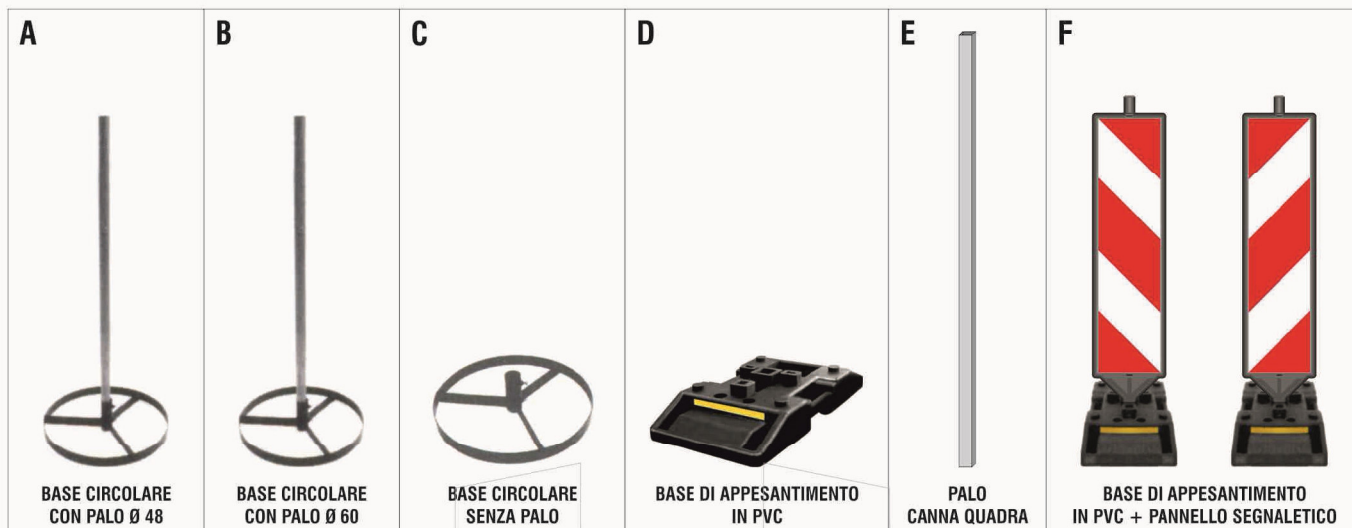 A
BASE CIRCOLARE
CON PALO Ø 48
B
BASE CIRCOLARE
CON PALO Ø 60
C
BASE CIRCOLARE
SENZA PALO
D
BASE DI APPESANTIMENTO
IN PVC
E
PALO
CANNA QUADRA
F
BASE DI APPESANTIMENTO
IN PVC + PANNELLO SEGNALETICO